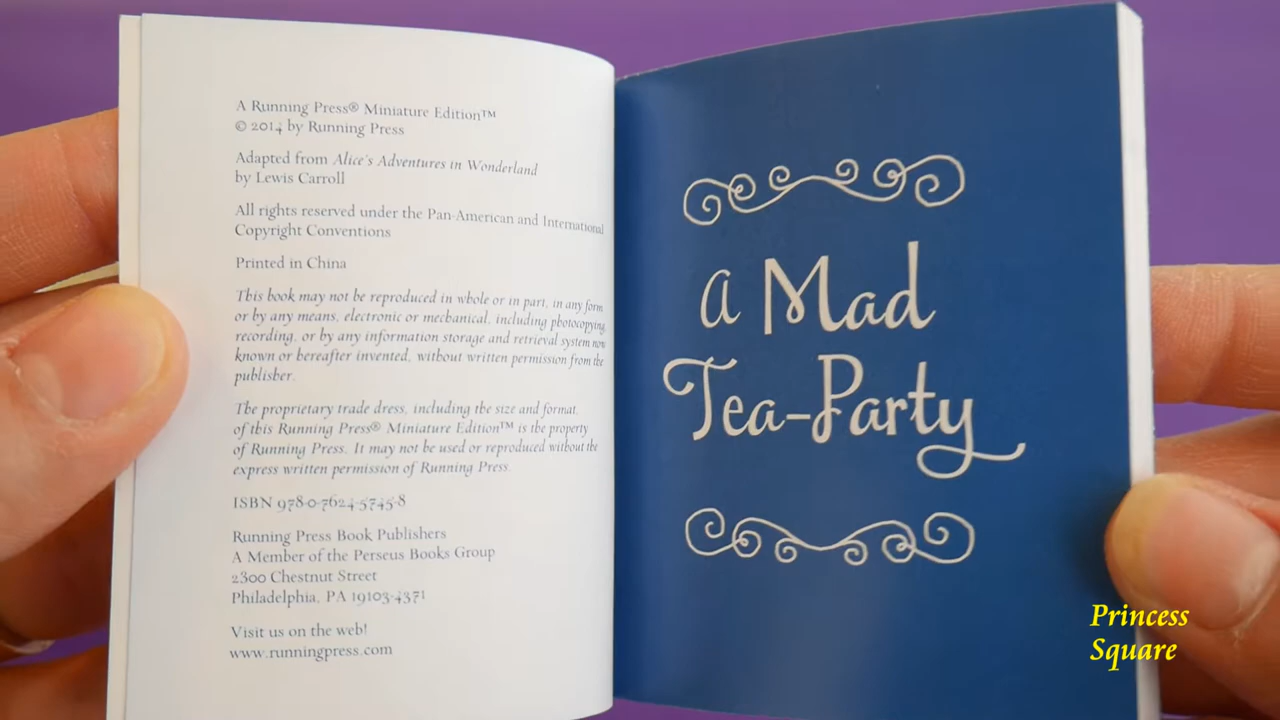 A Running Press® Miniature Edition™
© 2014 by Running Press
Adapted from Alice's Adventures in Wonderland
by Lewis Carroll
All rights reserved under the Pan-American and International
Copyright Conventions
Printed in China
This book may not be reproduced in whole or in part, in any form
or by any means, electronic or mechanical, including photocopying,
recording, or by any information storage and retrieval system now
known or hereafter invented, without written permission from the
publisher.
The proprietary trade dress, including the size and format,
of this Running Press® Miniature Edition™ is the property
of Running Press. It may not be used or reproduced without the
express written permission of Running Press.
ISBN 978-0-7624-5745-8
Running Press Book Publishers
A Member of the Perseus Books Group
2300 Chestnut Street
Philadelphia, PA 19103-4371
Visit us on the web!
www.runningpress.com
A Mad
Tea-Party
Princess
Square